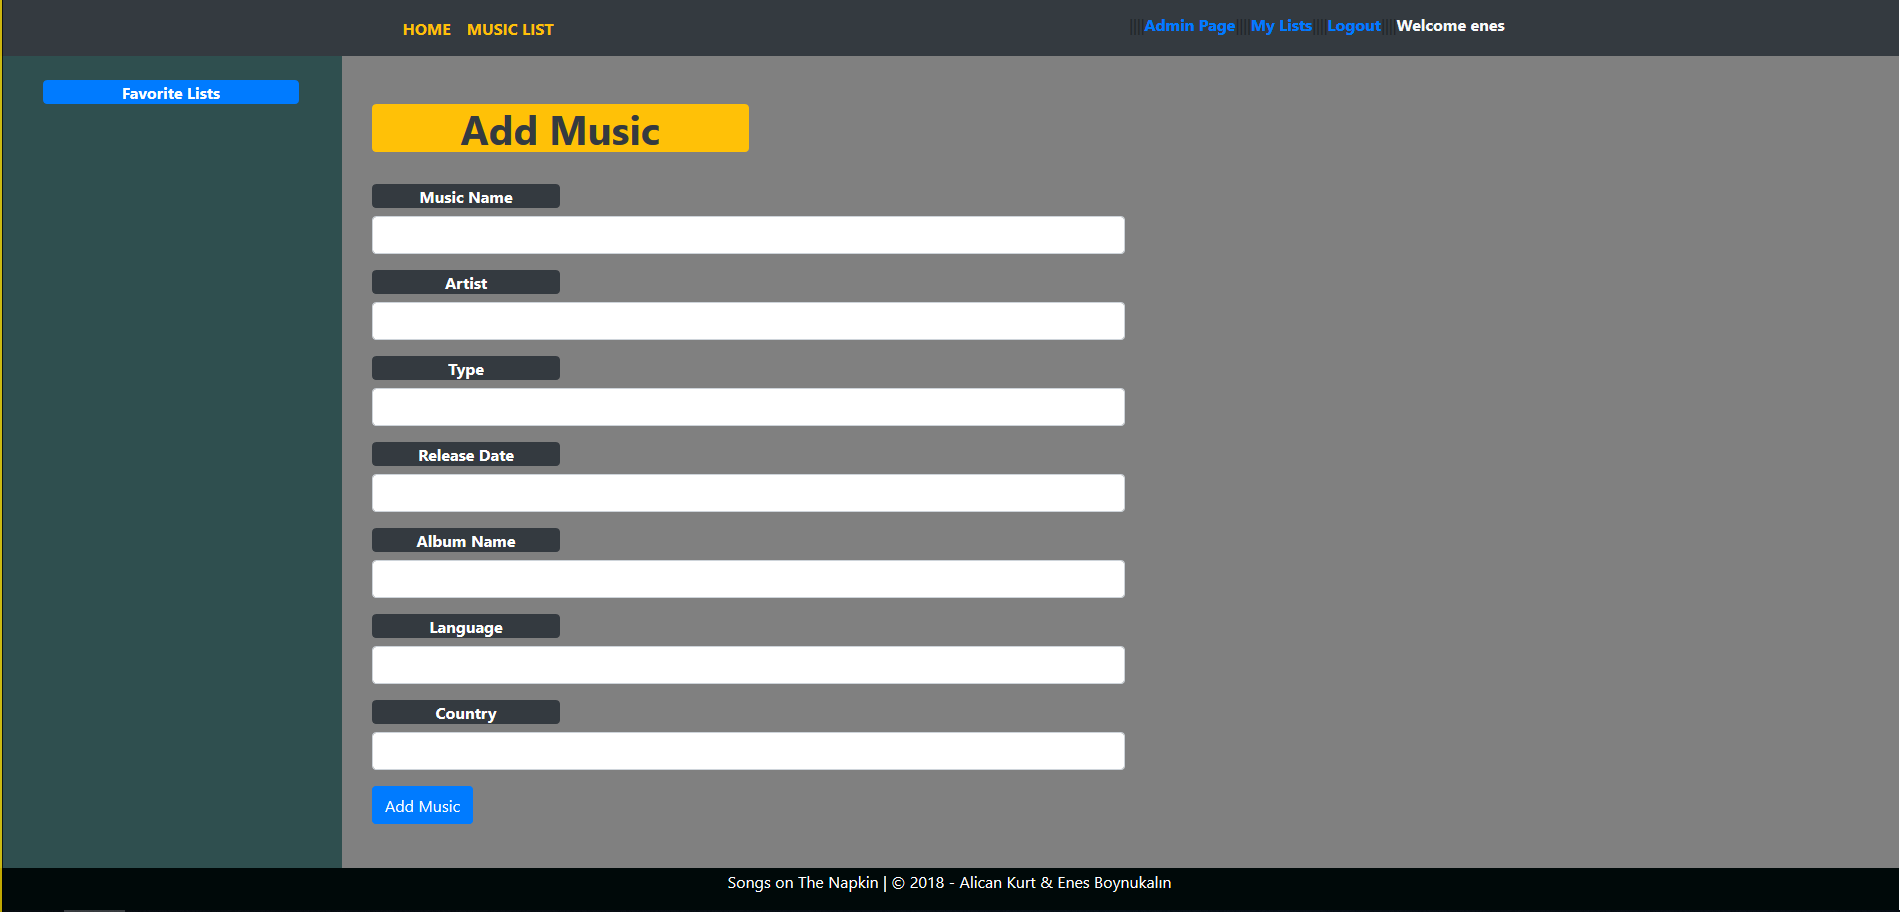 HOME MUSIC LIST ||||Admin Page||||My Lists||||Logout||||Welcome enes
Favorite Lists
Add Music
Music Name
Artist
Type
Release Date
Album Name
Language
Country
Add Music
Songs on The Napkin | © 2018 - Alican Kurt & Enes Boynukalın